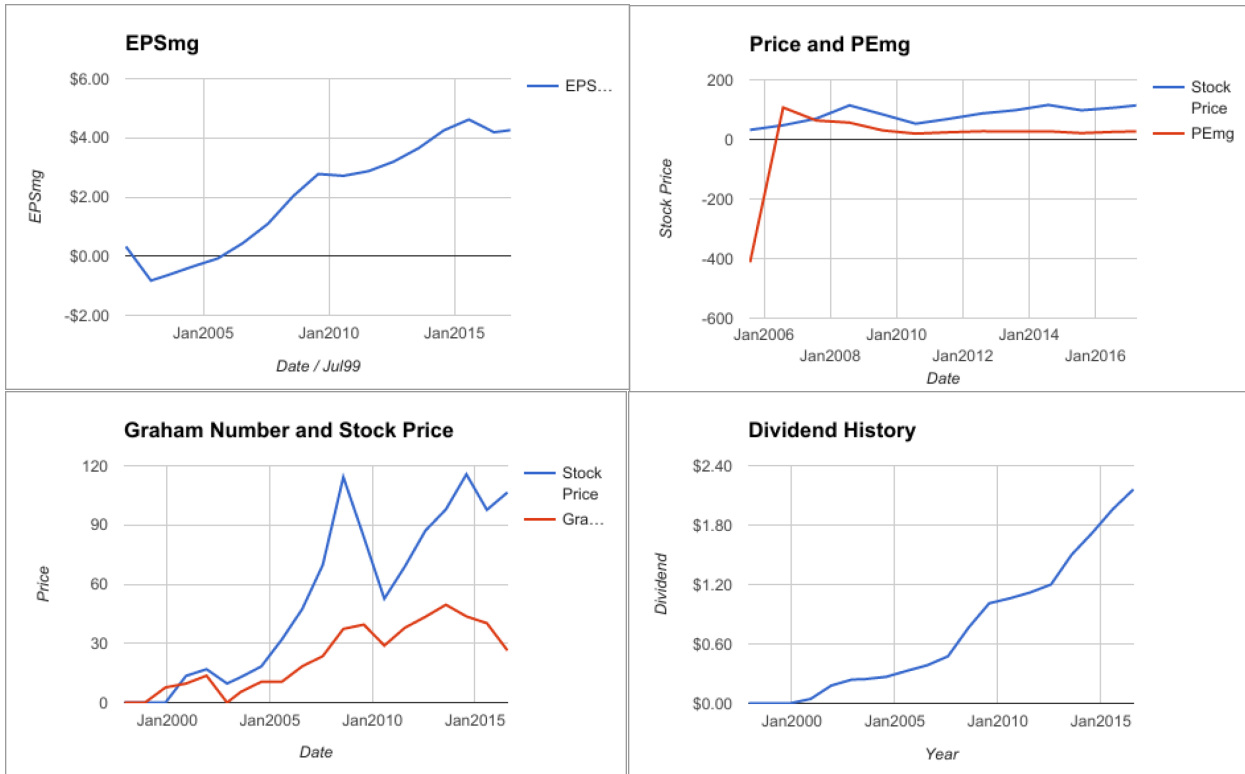 EPSmg
$6.00
$4.00
$2.00
$0.00
-$2.00
EPSmg
Jan2005 Jan2010 Jan2015
Date / Jul99
EPS…
Price and PEmg
200
0
-200
-400
-600
Stock Price
Jan2006 Jan2010 Jan2014
Jan2008 Jan2012 Jan2016
Date
Stock
Price
PEmg
Graham Number and Stock Price
120
90
60
30
0
Price
Jan2000 Jan2005 Jan2010 Jan2015
Date
Stock
Price
Gra…
Dividend History
$2.40
$1.80
$1.20
$0.60
$0.00
Dividend
Jan2000 Jan2005 Jan2010 Jan2015
Year